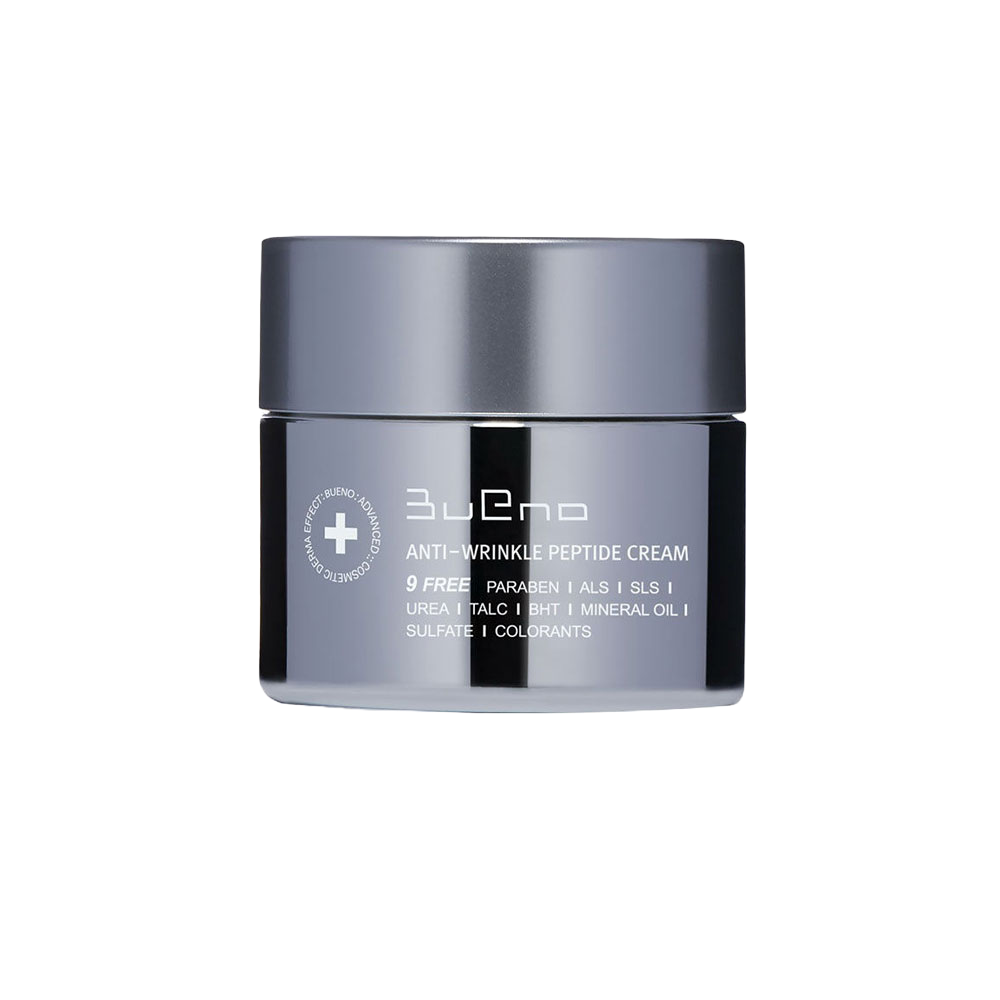 BUENO: ADVANCED:: COSMETIC DERMA EFFECT:
BuEno
ANTI-WRINKLE PEPTIDE CREAM
9 FREE PARABEN I ALS I SLS I
UREA I TALC I BHT I MINERAL OIL I
SULFATE I COLORANTS